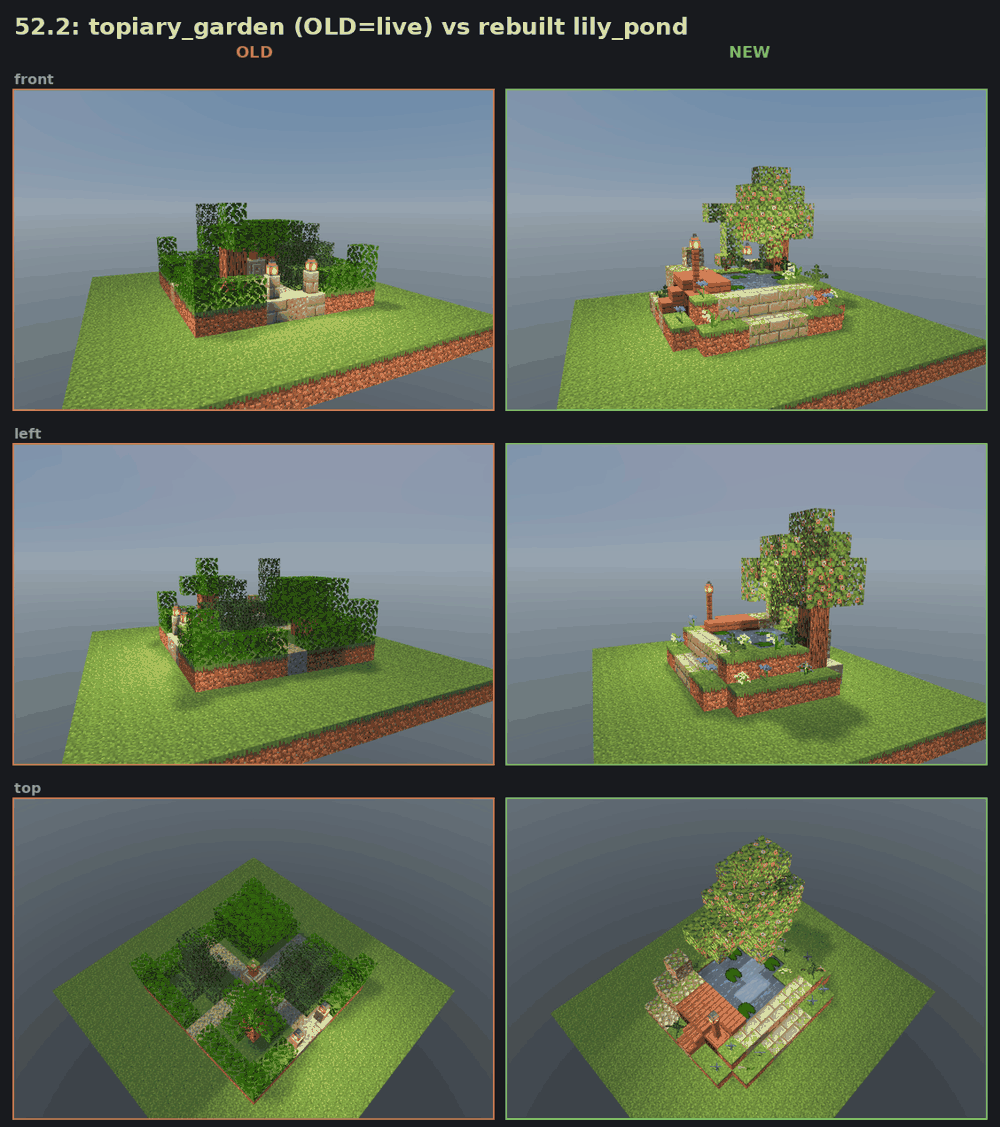 52.2: topiary_garden (OLD=live) vs rebuilt lily_pond
OLD NEW
front
left
top